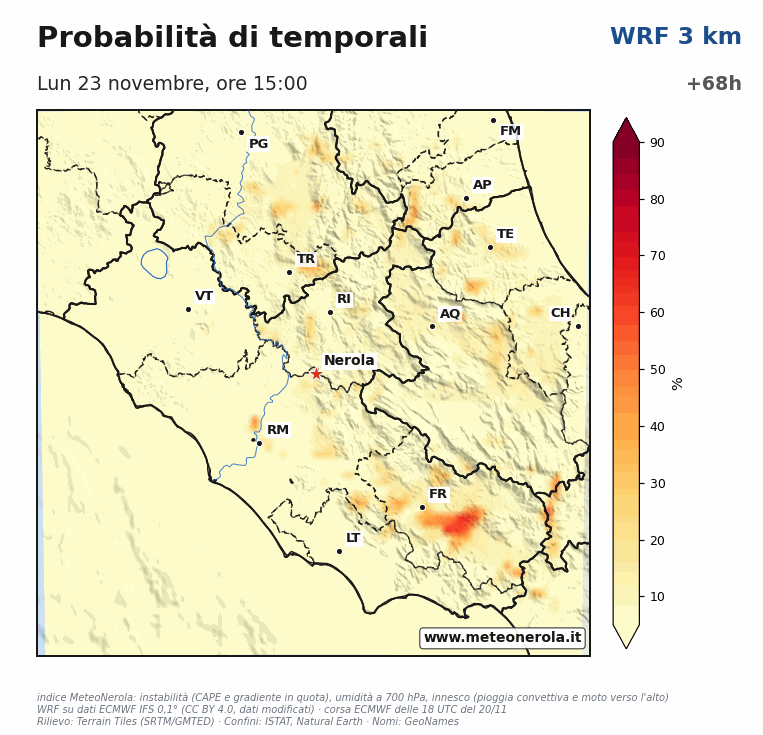 Probabilità di temporali
WRF 3 km
Lun 23 novembre, ore 15:00
+68h
FM
PG
AP
TE
TR
VT
RI
AQ
CH
Nerola
RM
FR
LT
90
80
70
60
50
40
30
20
10
%
www.meteonerola.it
indice MeteoNerola: instabilità (CAPE e gradiente in quota), umidità a 700 hPa, innesco (pioggia convettiva e moto verso l'alto)
WRF su dati ECMWF IFS 0,1° (CC BY 4.0, dati modificati) · corsa ECMWF delle 18 UTC del 20/11
Rilievo: Terrain Tiles (SRTM/GMTED) · Confini: ISTAT, Natural Earth · Nomi: GeoNames